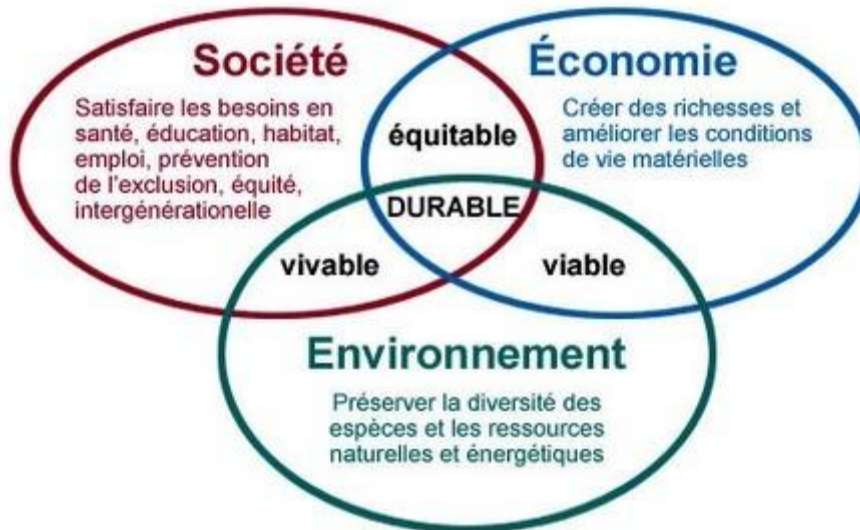 Société
Satisfaire les besoins en
santé, éducation, habitat,
emploi, prévention
de l'exclusion, équité,
intergénérationelle
Économie
Créer des richesses et
améliorer les conditions
de vie matérielles
équitable
DURABLE
vivable
viable
Environnement
Préserver la diversité des
espèces et les ressources
naturelles et énergétiques